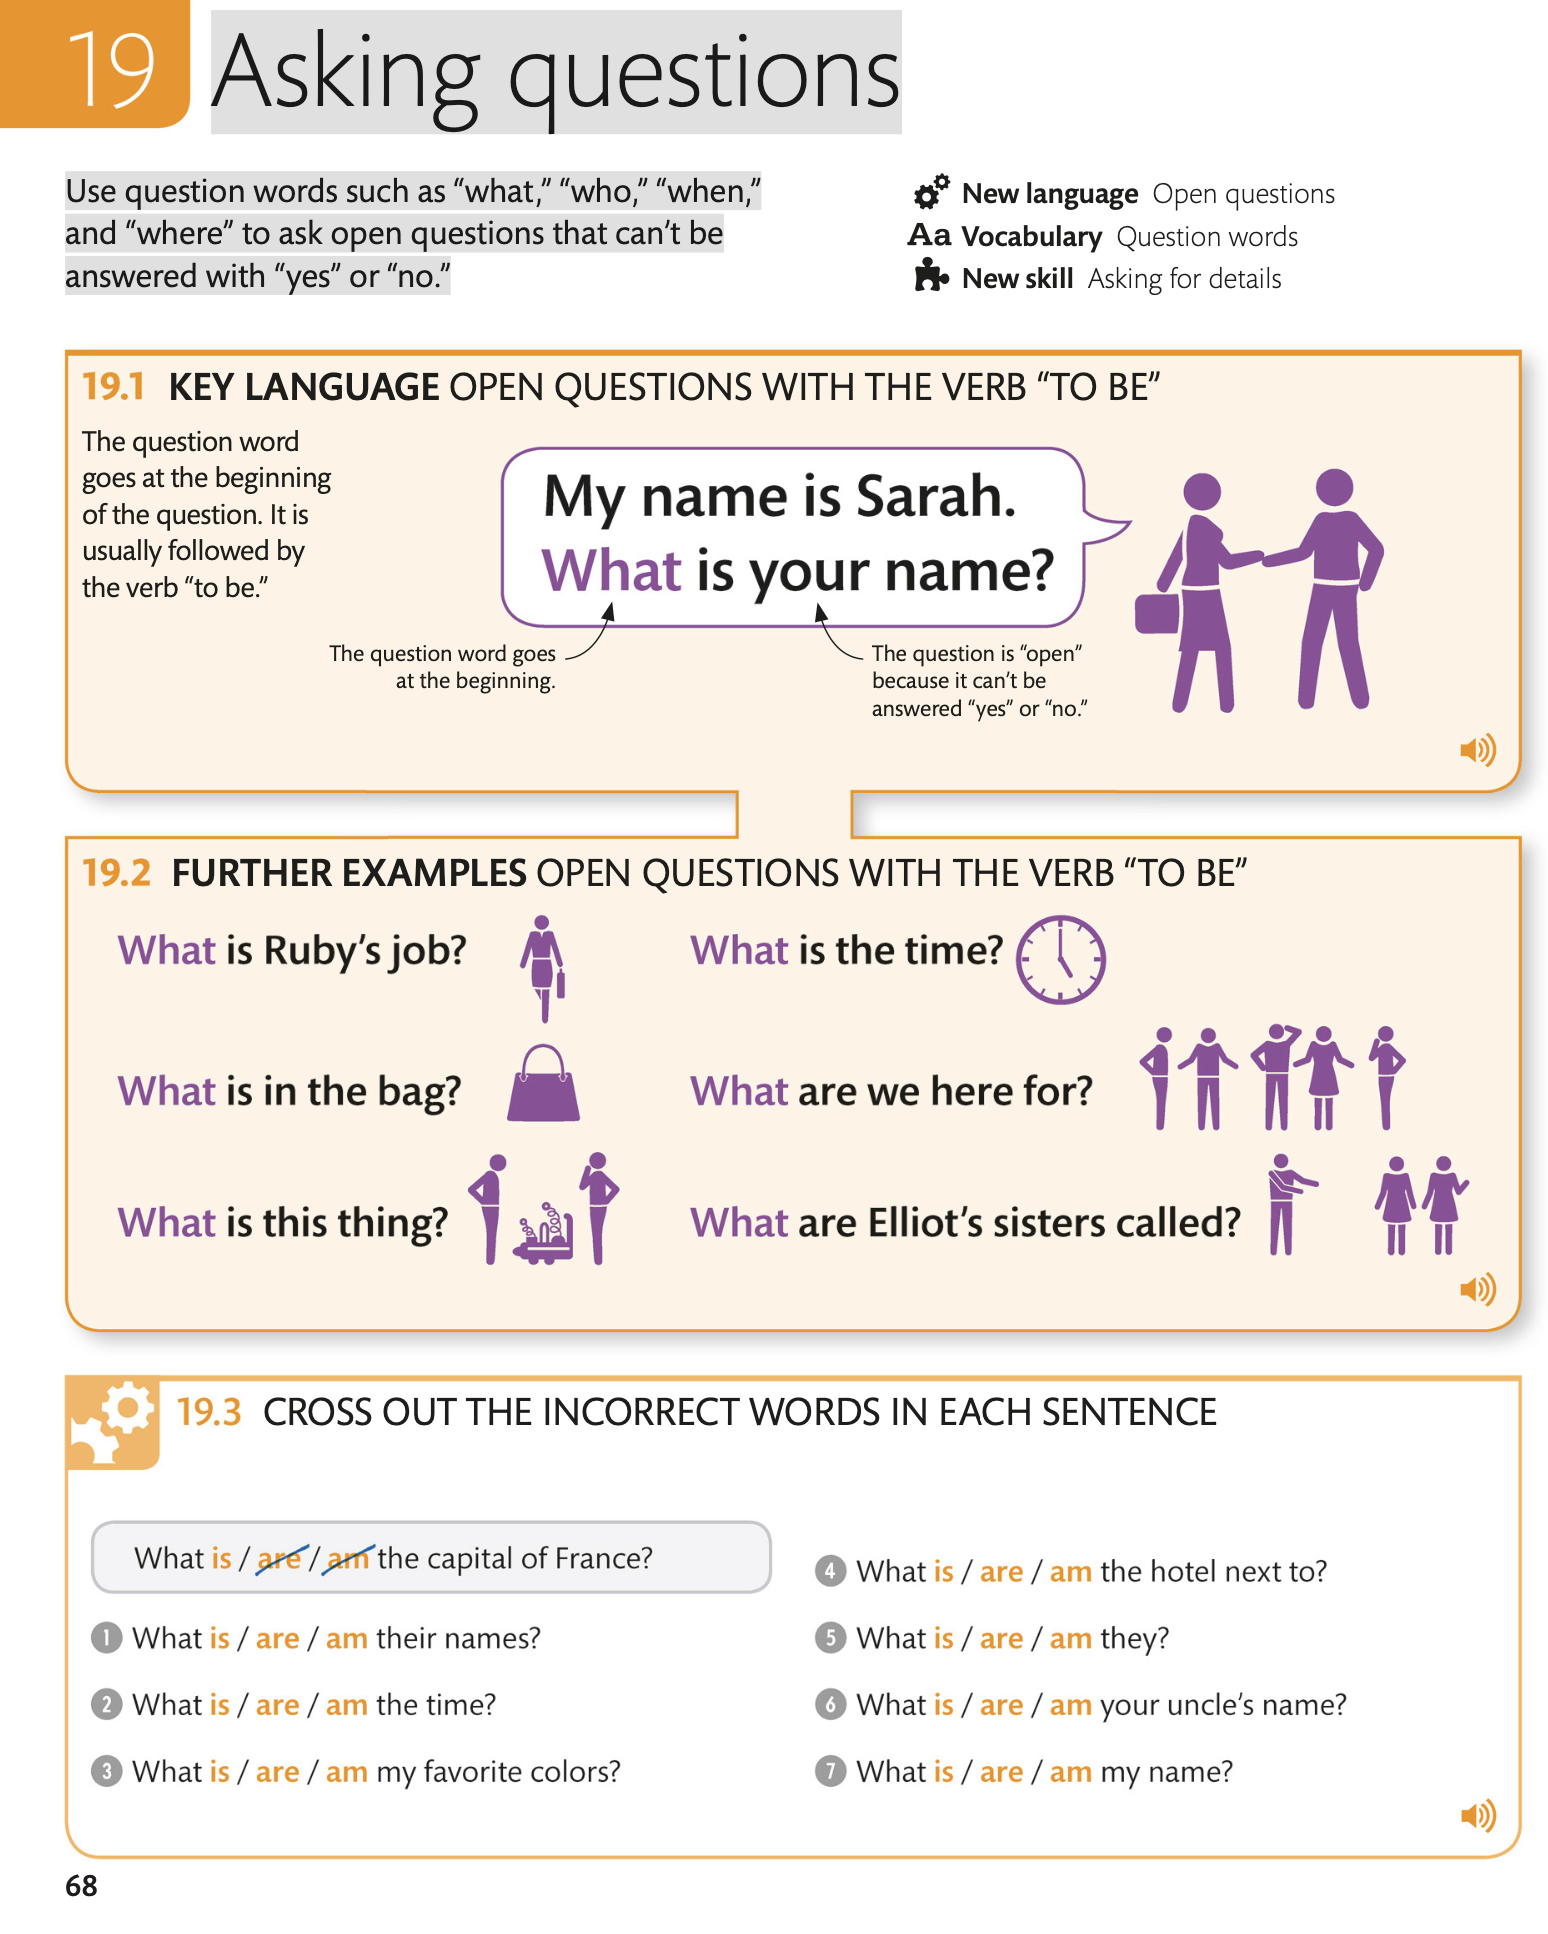 19 Asking questions
Use question words such as “what,” “who,” “when,”
and “where” to ask open questions that can’t be
answered with “yes” or “no.”
New language Open questions
Aa Vocabulary Question words
New skill Asking for details
19.1 KEY LANGUAGE OPEN QUESTIONS WITH THE VERB “TO BE”
The question word
goes at the beginning
of the question. It is
usually followed by
the verb “to be.”
My name is Sarah.
What is your name?
The question word goes
at the beginning.
The question is “open”
because it can’t be
answered “yes” or “no.”
19.2 FURTHER EXAMPLES OPEN QUESTIONS WITH THE VERB “TO BE”
What is Ruby’s job?
What is the time?
What is in the bag?
What are we here for?
What is this thing?
What are Elliot’s sisters called?
19.3 CROSS OUT THE INCORRECT WORDS IN EACH SENTENCE
What is / are / am the capital of France?
1 What is / are / am their names?
2 What is / are / am the time?
3 What is / are / am my favorite colors?
4 What is / are / am the hotel next to?
5 What is / are / am they?
6 What is / are / am your uncle’s name?
7 What is / are / am my name?
68